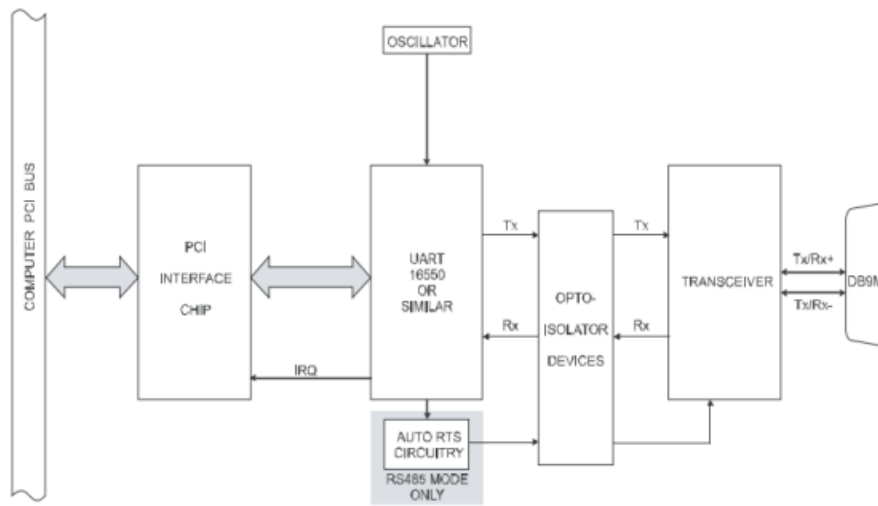 OSCILLATOR
COMPUTER PCI BUS
PCI
INTERFACE
CHIP
UART
16550
OR
SIMILAR
Tx
Tx
OPTO-
ISOLATOR
DEVICES
TRANSCEIVER
Tx/Rx+
Tx/Rx-
DB9M
Rx
Rx
IRQ
AUTO RTS
CIRCUITRY
RS485 MODE
ONLY